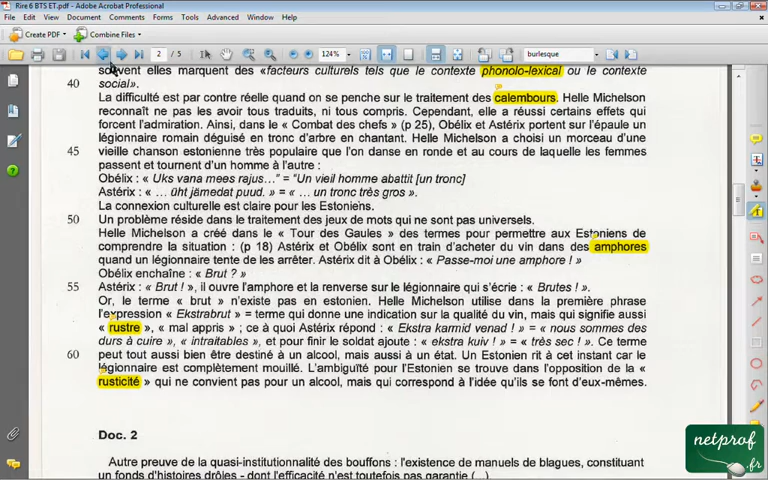 Rire 6 BTS ET.pdf - Adobe Acrobat Professional
File Edit View Document Comments Forms Tools Advanced Window Help
Create PDF Combine Files
2 / 5 124% burlesque
souvent elles marquent des «facteurs culturels tels que le contexte phonolo-lexical ou le contexte
40 social».
La difficulté est par contre réelle quand on se penche sur le traitement des calembours. Helle Michelson
reconnaît ne pas les avoir tous traduits, ni tous compris. Cependant, elle a réussi certains effets qui
forcent l'admiration. Ainsi, dans le « Combat des chefs » (p 25), Obélix et Astérix portent sur l'épaule un
légionnaire romain déguisé en tronc d'arbre en chantant. Helle Michelson a choisi un morceau d'une
45 vieille chanson estonienne très populaire que l'on danse en ronde et au cours de laquelle les femmes
passent et tournent d'un homme à l'autre :
Obélix : « Uks vana mees rajus…" = "Un vieil homme abattit [un tronc]
Astérix : « … üht jämedat puud. » = « … un tronc très gros ».
La connexion culturelle est claire pour les Estoniens.
50 Un problème réside dans le traitement des jeux de mots qui ne sont pas universels.
Helle Michelson a créé dans le « Tour des Gaules » des termes pour permettre aux Estoniens de
comprendre la situation : (p 18) Astérix et Obélix sont en train d'acheter du vin dans des amphores
quand un légionnaire tente de les arrêter. Astérix dit à Obélix : « Passe-moi une amphore ! »
Obélix enchaîne : « Brut ? »
55 Astérix : « Brut ! », il ouvre l'amphore et la renverse sur le légionnaire qui s'écrie : « Brutes ! ».
Or, le terme « brut » n'existe pas en estonien. Helle Michelson utilise dans la première phrase
l'expression « Ekstrabrut » = terme qui donne une indication sur la qualité du vin, mais qui signifie aussi
« rustre », « mal appris » ; ce à quoi Astérix répond : « Ekstra karmid venad ! » = « nous sommes des
durs à cuire », « intraitables », et pour finir le soldat ajoute : « ekstra kuiv ! » = « très sec ! ». Ce terme
60 peut tout aussi bien être destiné à un alcool, mais aussi à un état. Un Estonien rit à cet instant car le
légionnaire est complètement mouillé. L'ambiguïté pour l'Estonien se trouve dans l'opposition de la «
rusticité » qui ne convient pas pour un alcool, mais qui correspond à l'idée qu'ils se font d'eux-mêmes.
Doc. 2
Autre preuve de la quasi-institutionnalité des bouffons : l'existence de manuels de blagues, constituant
un fonds d'histoires drôles - dont l'efficacité n'est toutefois pas garantie (...)
netprof
.fr